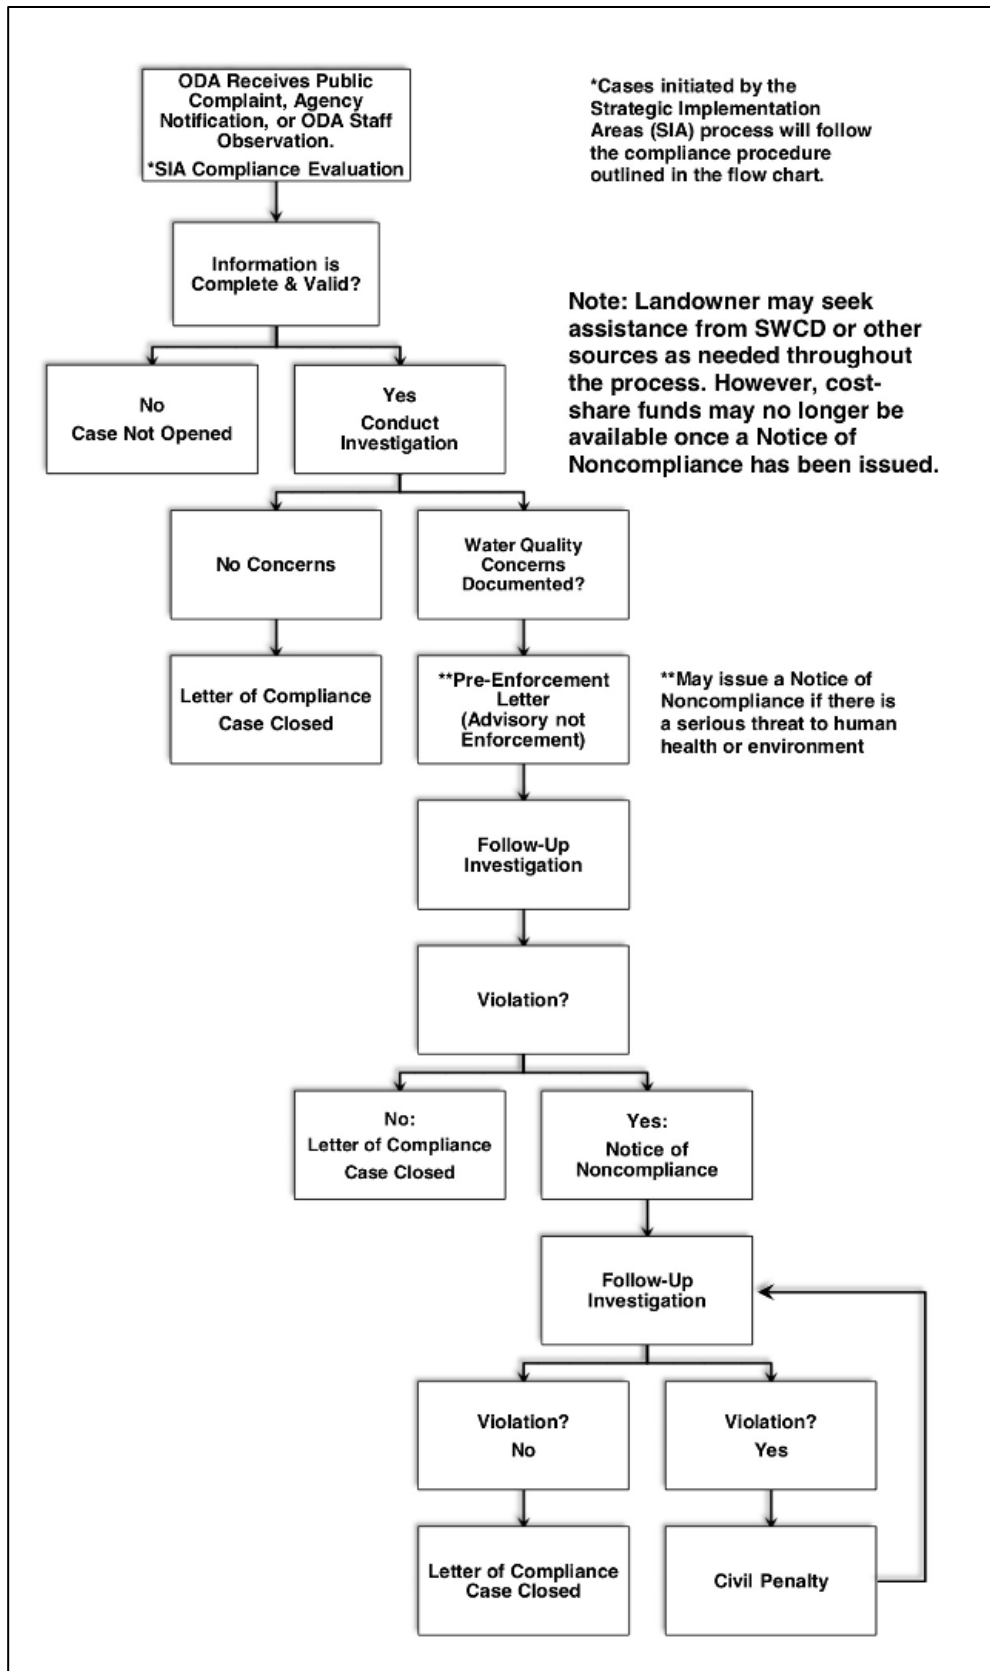 ODA Receives Public
Complaint, Agency
Notification, or ODA Staff
Observation.
*SIA Compliance Evaluation
*Cases initiated by the
Strategic Implementation
Areas (SIA) process will follow
the compliance procedure
outlined in the flow chart.
Information is
Complete & Valid?
Note: Landowner may seek
assistance from SWCD or other
sources as needed throughout
the process. However, cost-
share funds may no longer be
available once a Notice of
Noncompliance has been issued.
No
Case Not Opened
Yes
Conduct
Investigation
No Concerns
Water Quality
Concerns
Documented?
Letter of Compliance
Case Closed
**Pre-Enforcement
Letter
(Advisory not
Enforcement)
**May issue a Notice of
Noncompliance if there is
a serious threat to human
health or environment
Follow-Up
Investigation
Violation?
No:
Letter of Compliance
Case Closed
Yes:
Notice of
Noncompliance
Follow-Up
Investigation
Violation?
No
Violation?
Yes
Letter of Compliance
Case Closed
Civil Penalty